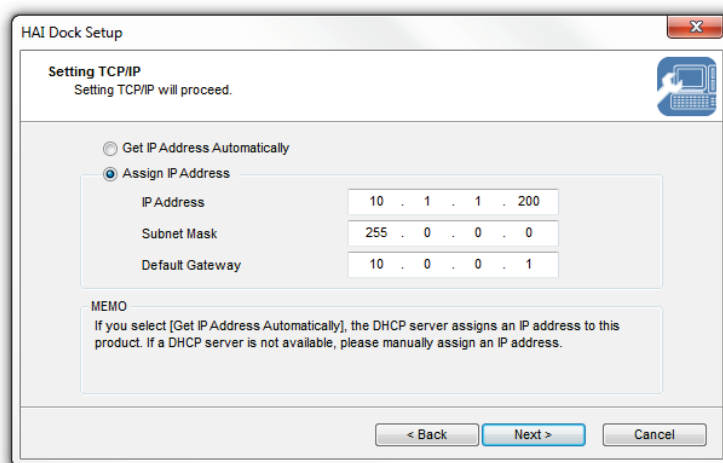 HAI Dock Setup
Setting TCP/IP
Setting TCP/IP will proceed.
Get IP Address Automatically
Assign IP Address
IP Address 10 . 1 . 1 . 200
Subnet Mask 255 . 0 . 0 . 0
Default Gateway 10 . 0 . 0 . 1
MEMO
If you select [Get IP Address Automatically], the DHCP server assigns an IP address to this
product. If a DHCP server is not available, please manually assign an IP address.
< Back Next > Cancel